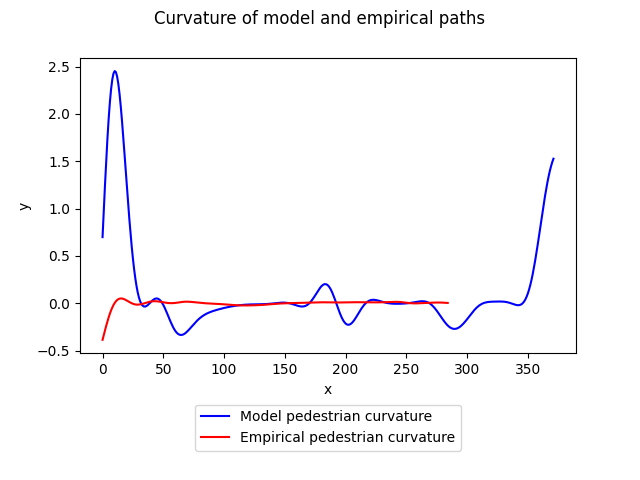 Curvature of model and empirical paths
y
2.5
2.0
1.5
1.0
0.5
0.0
−0.5
0 50 100 150 200 250 300 350
x
Model pedestrian curvature
Empirical pedestrian curvature